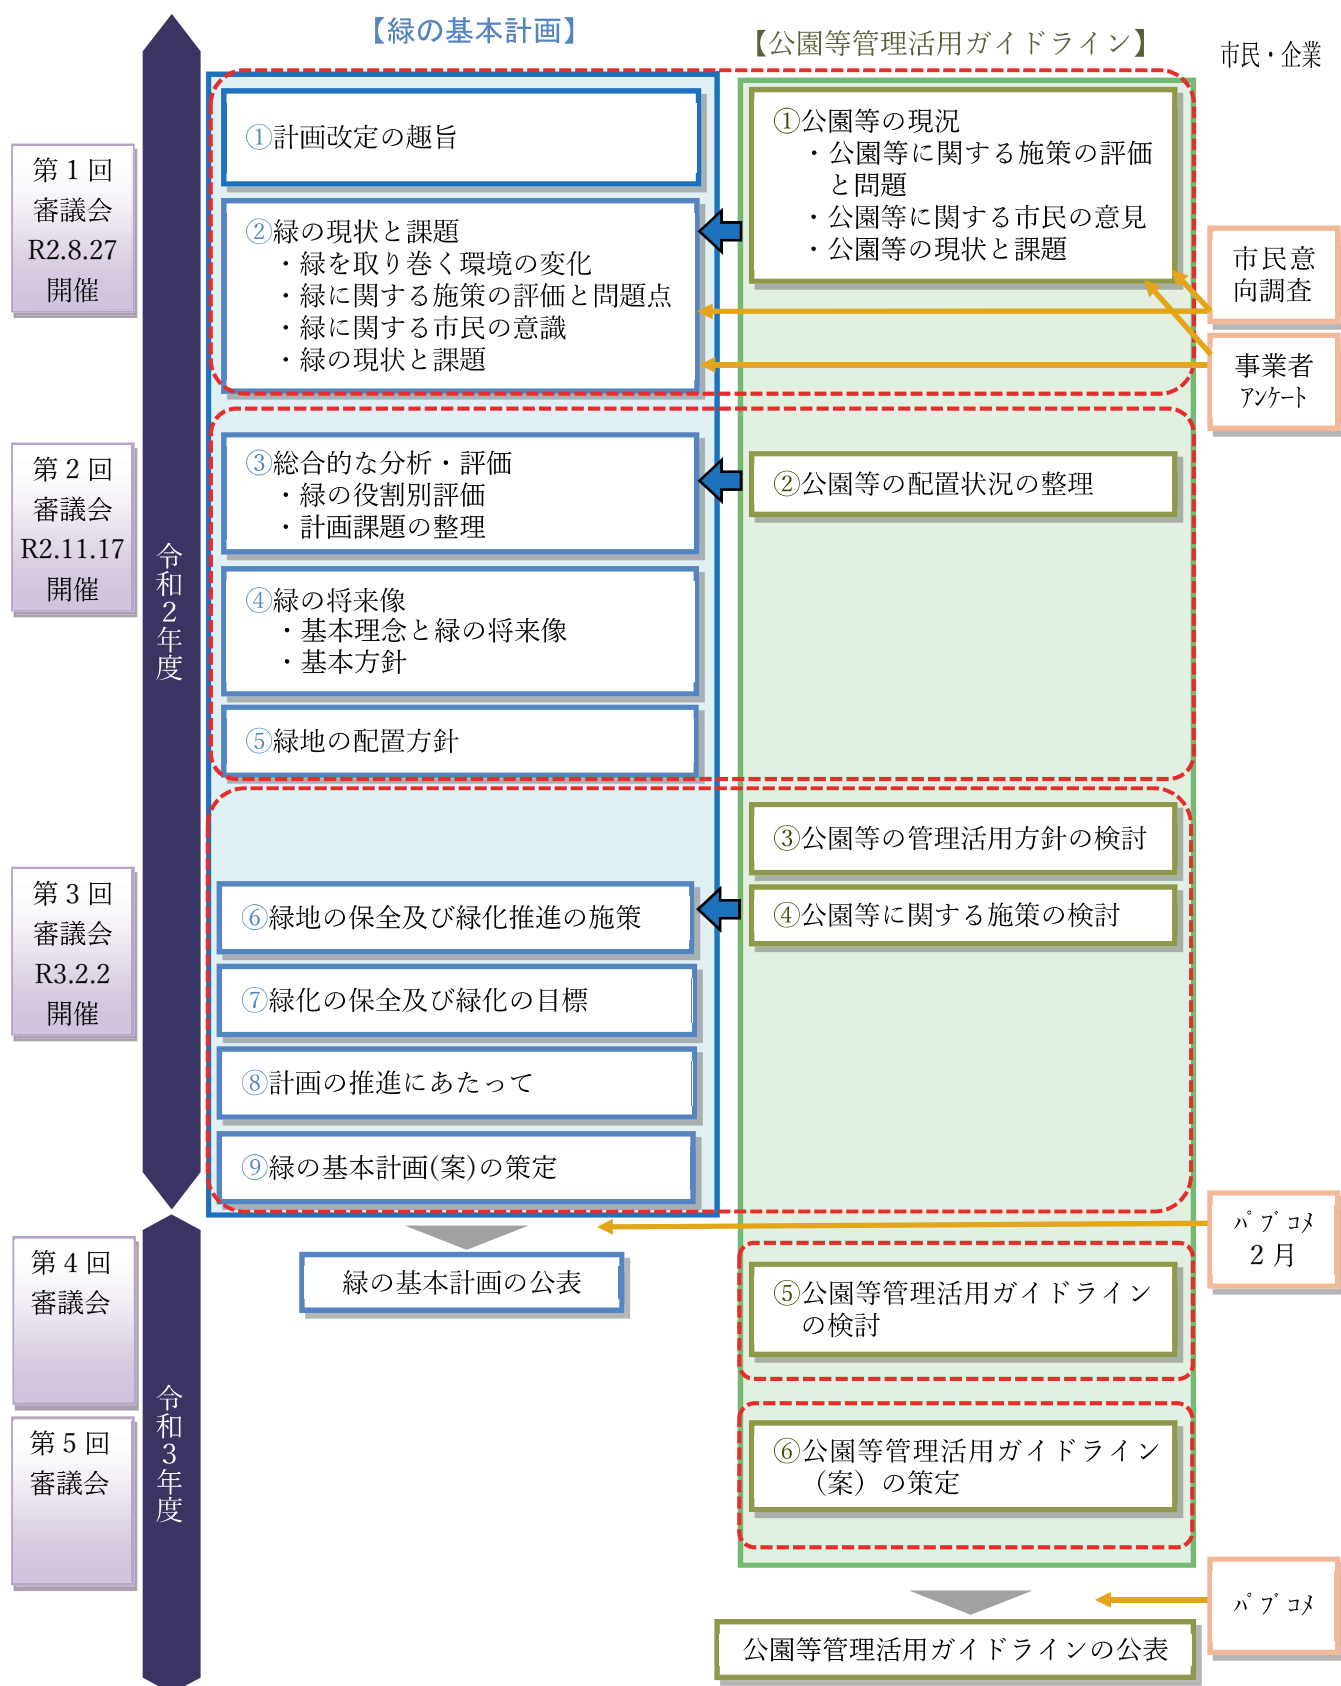 【緑の基本計画】
【公園等管理活用ガイドライン】
市民・企業
第1回
審議会
R2.8.27
開催
第2回
審議会
R2.11.17
開催
第3回
審議会
R3.2.2
開催
第4回
審議会
第5回
審議会
令和2年度
令和3年度
①計画改定の趣旨
②緑の現状と課題
・緑を取り巻く環境の変化
・緑に関する施策の評価と問題点
・緑に関する市民の意識
・緑の現状と課題
③総合的な分析・評価
・緑の役割別評価
・計画課題の整理
④緑の将来像
・基本理念と緑の将来像
・基本方針
⑤緑地の配置方針
⑥緑地の保全及び緑化推進の施策
⑦緑化の保全及び緑化の目標
⑧計画の推進にあたって
⑨緑の基本計画(案)の策定
緑の基本計画の公表
①公園等の現況
・公園等に関する施策の評価
と問題
・公園等に関する市民の意見
・公園等の現状と課題
②公園等の配置状況の整理
③公園等の管理活用方針の検討
④公園等に関する施策の検討
⑤公園等管理活用ガイドライン
の検討
⑥公園等管理活用ガイドライン
（案）の策定
公園等管理活用ガイドラインの公表
市民意
向調査
事業者
アンケート
パブコメ
2月
パブコメ